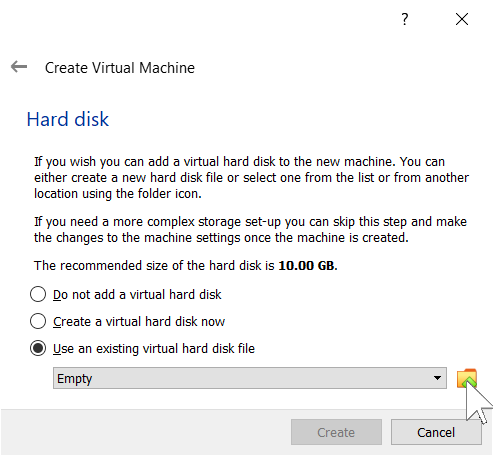 ?
Create Virtual Machine
Hard disk
If you wish you can add a virtual hard disk to the new machine. You can
either create a new hard disk file or select one from the list or from another
location using the folder icon.
If you need a more complex storage set-up you can skip this step and make
the changes to the machine settings once the machine is created.
The recommended size of the hard disk is 10.00 GB.
Do not add a virtual hard disk
Create a virtual hard disk now
Use an existing virtual hard disk file
Empty
Create
Cancel